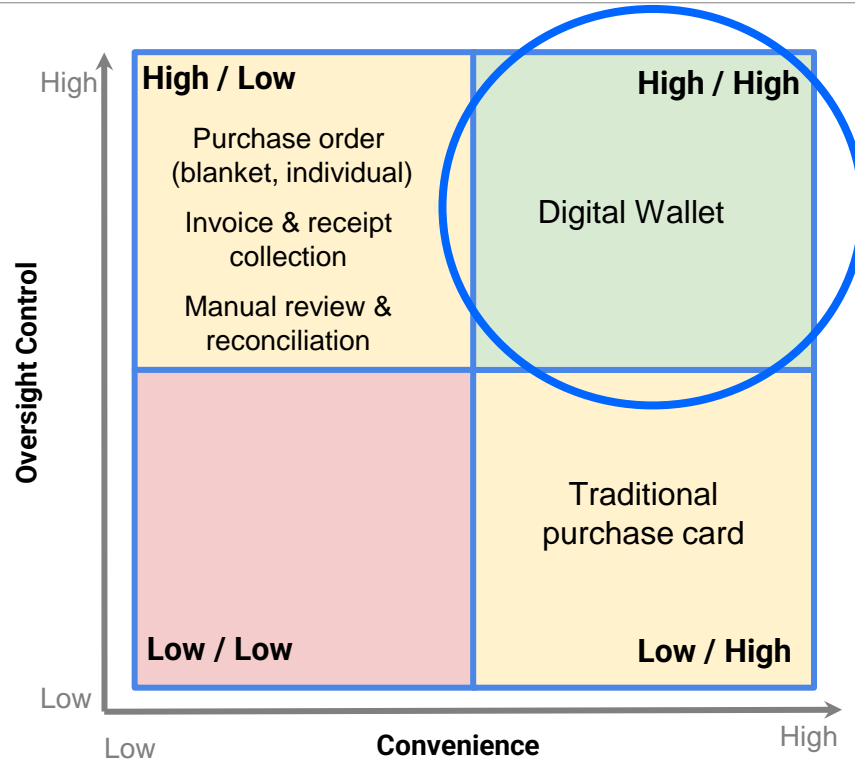 High
High / Low
High / High
Purchase order
(blanket, individual)
Invoice & receipt
collection
Manual review &
reconciliation
Digital Wallet
Oversight Control
Traditional
purchase card
Low / Low
Low / High
Low
Low
Convenience
High